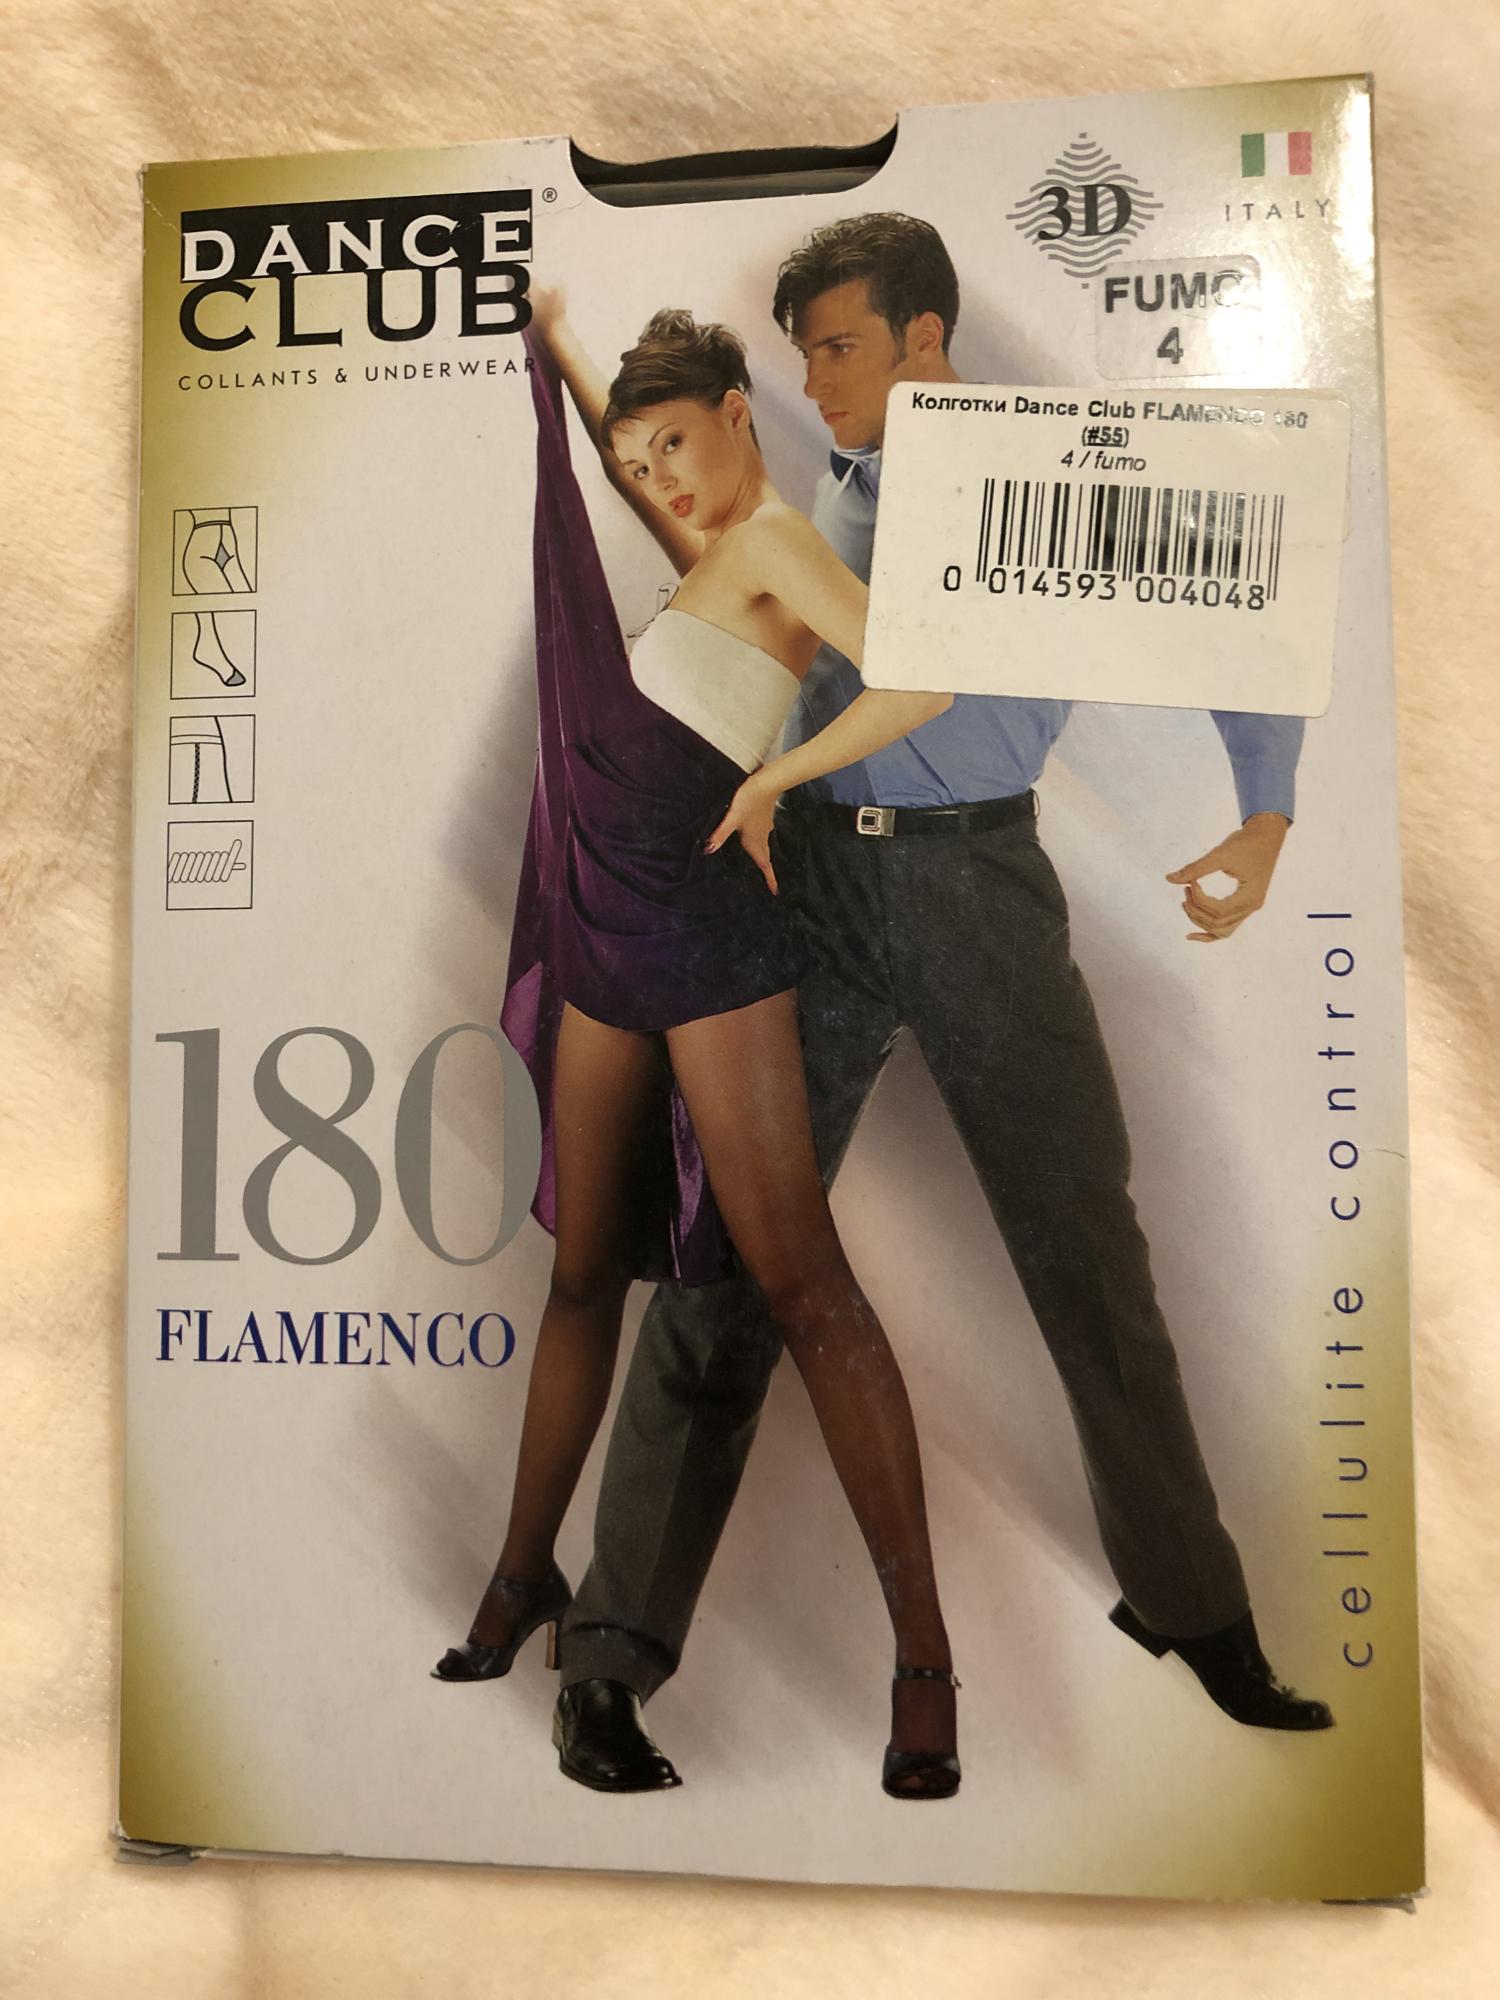 DANCE®
CLUB
COLLANTS & UNDERWEAR
3D
ITALY
FUMO
4
Колготки Dance Club FLAMENCO 180
(#55)
4 / fumo
0 014593 004048
180
FLAMENCO
cellulite control